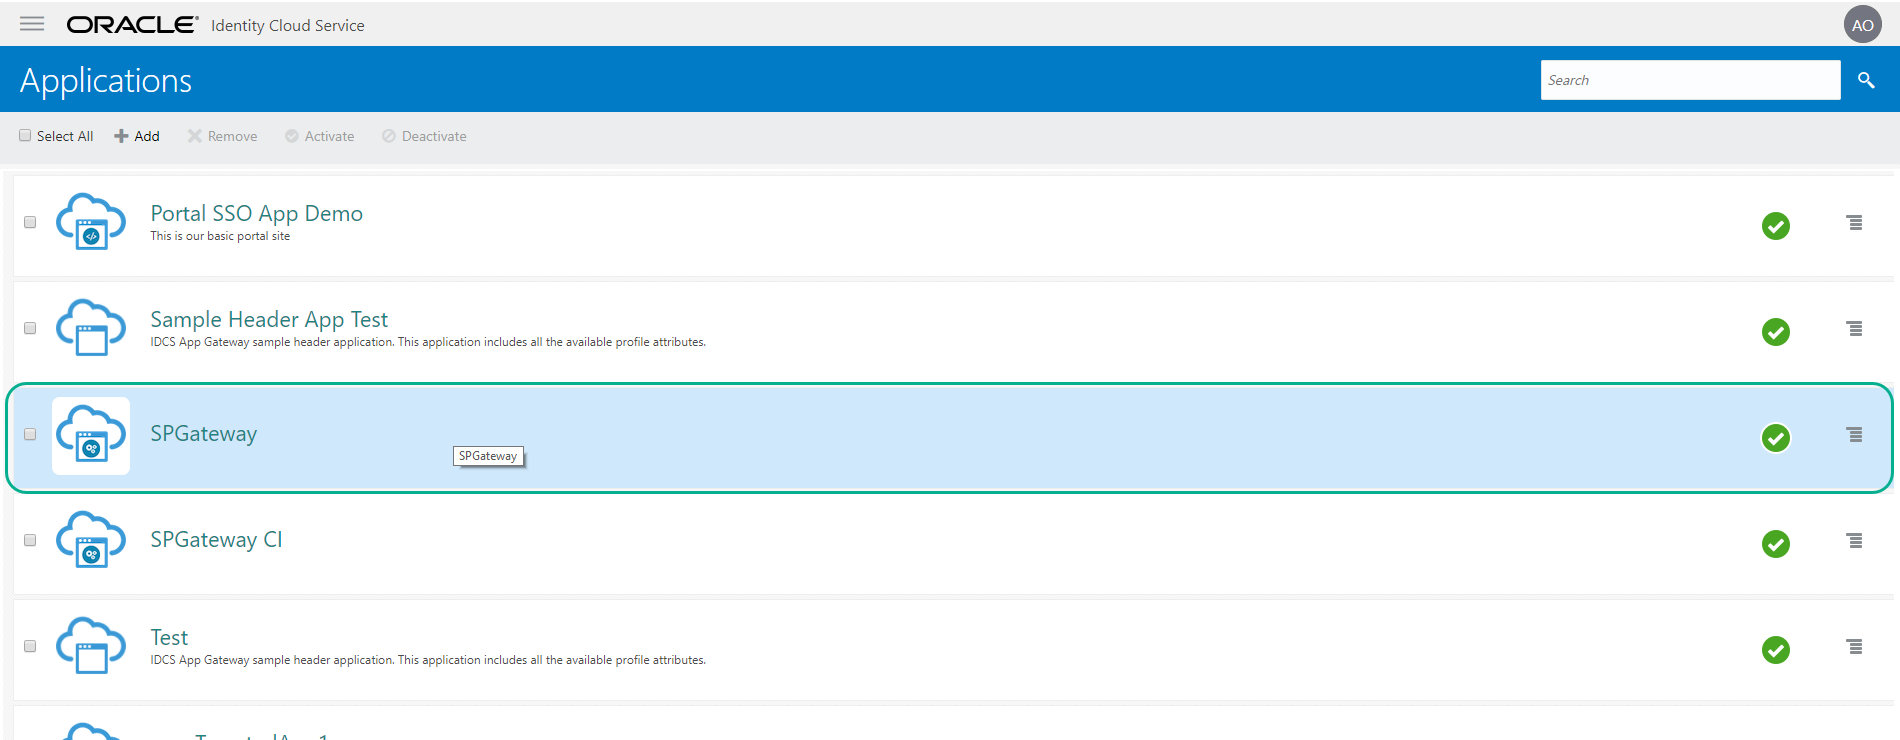 ORACLE® Identity Cloud Service
AO
Applications
Search
Select All Add Remove Activate Deactivate
Portal SSO App Demo
This is our basic portal site
Sample Header App Test
IDCS App Gateway sample header application. This application includes all the available profile attributes.
SPGateway
SPGateway
SPGateway CI
Test
IDCS App Gateway sample header application. This application includes all the available profile attributes.